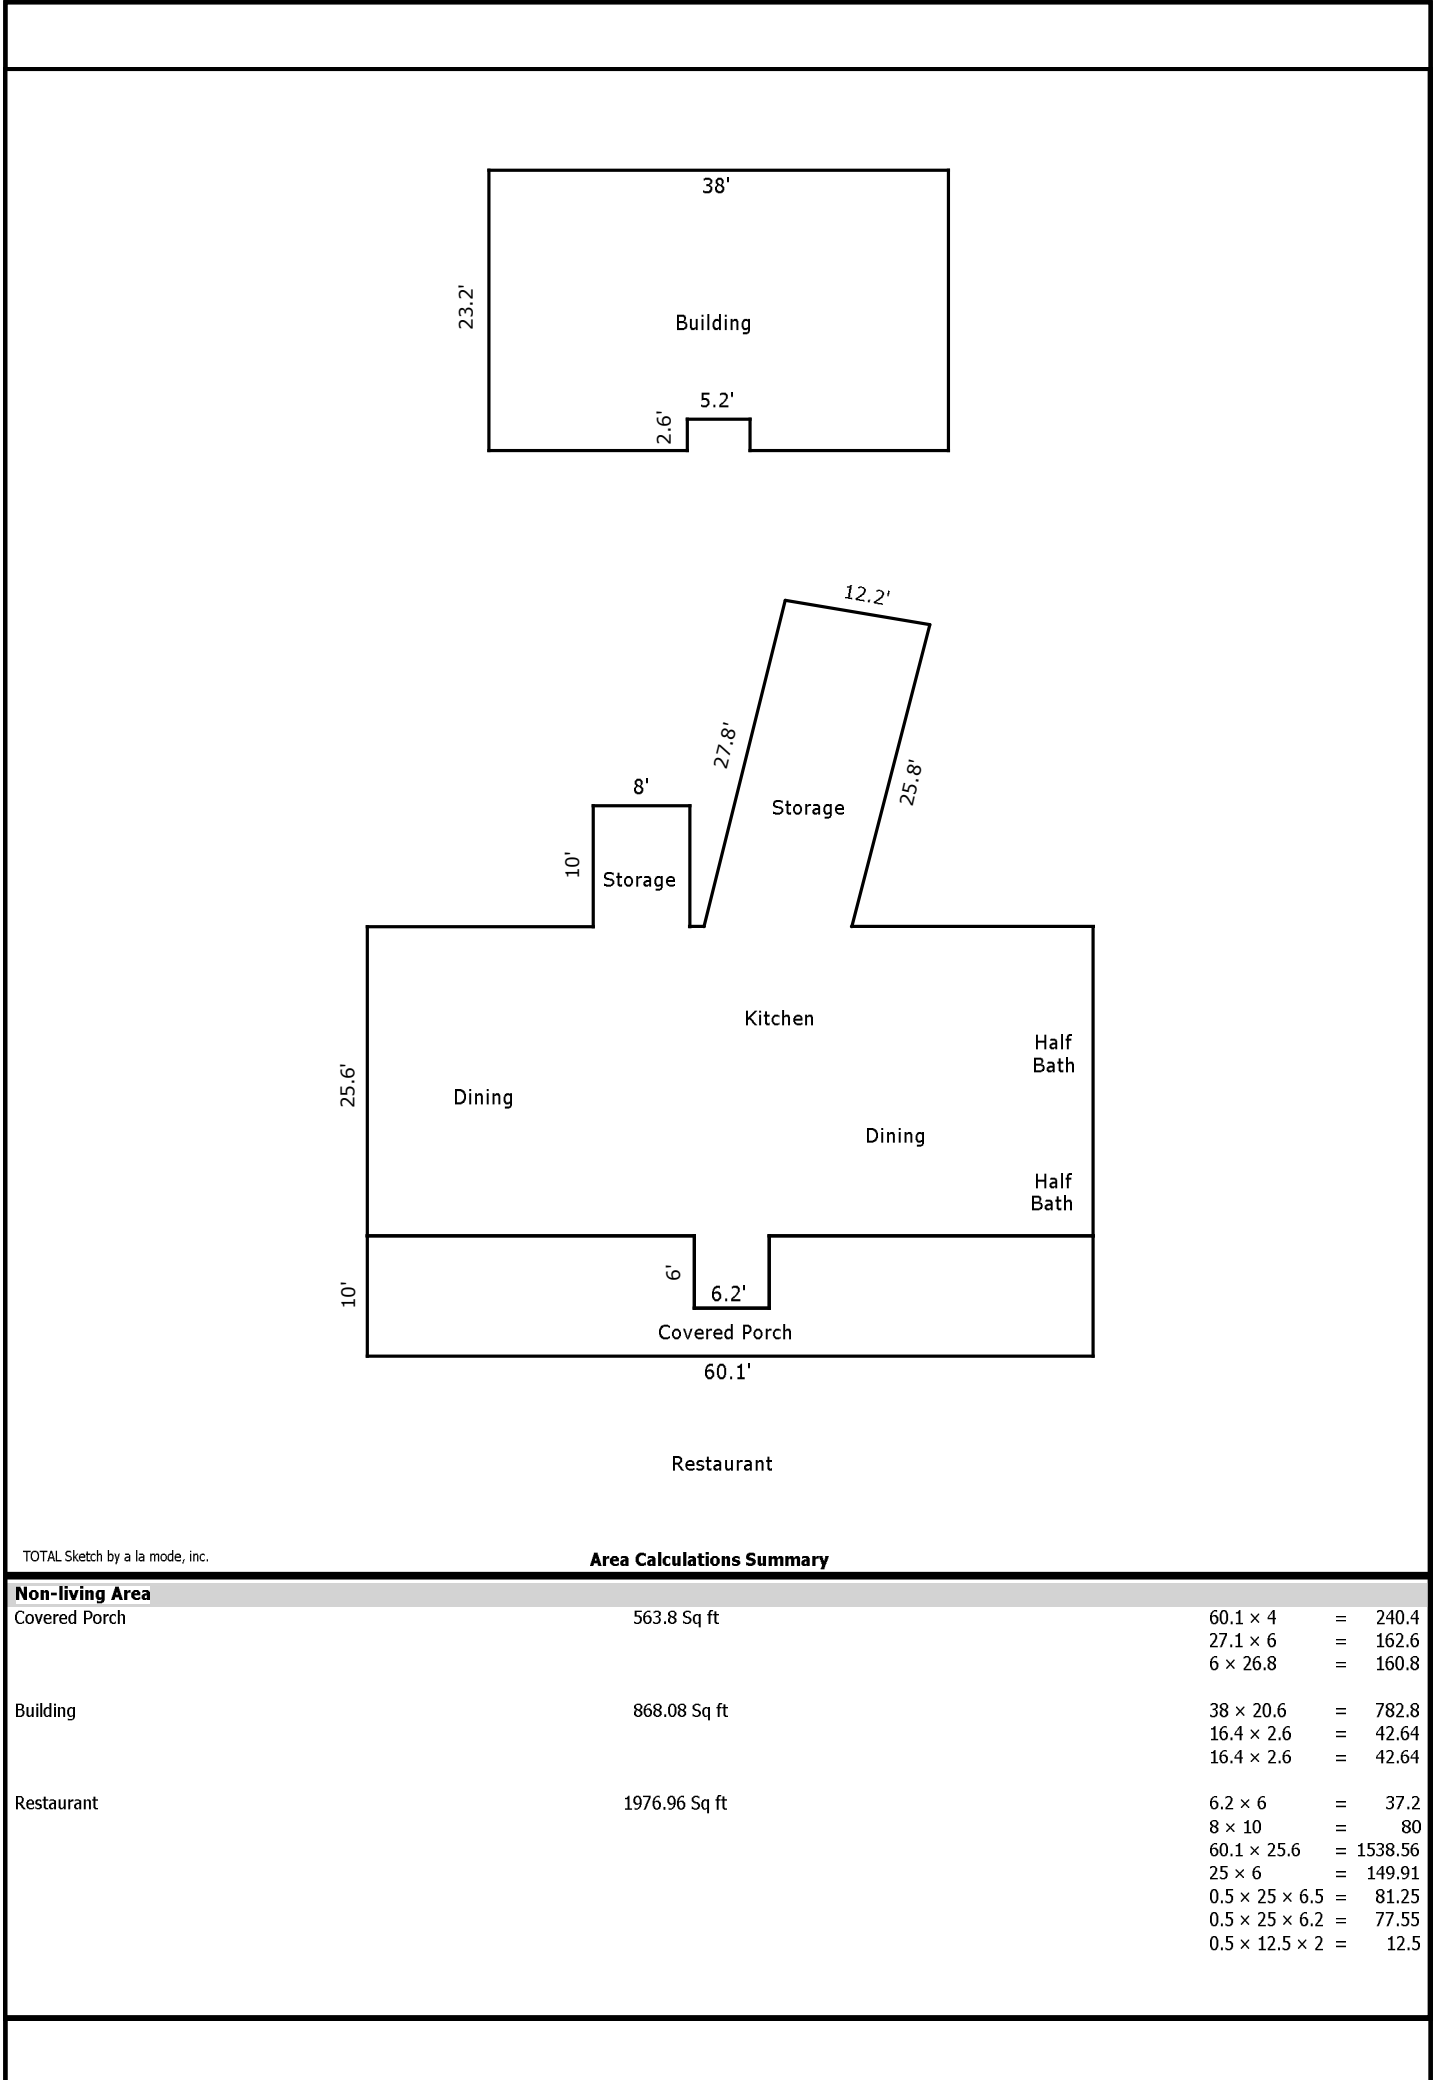 38'
23.2'
Building
5.2'
2.6'
12.2'
27.8'
25.8'
8'
Storage
10'
Storage
Kitchen
Half
Bath
25.6'
Dining
Dining
Half
Bath
6'
10'
6.2'
Covered Porch
60.1'
Restaurant
TOTAL Sketch by a la mode, inc.
Area Calculations Summary
Non-living Area
Covered Porch 563.8 Sq ft 60.1 × 4 = 240.4
27.1 × 6 = 162.6
6 × 26.8 = 160.8
Building 868.08 Sq ft 38 × 20.6 = 782.8
16.4 × 2.6 = 42.64
16.4 × 2.6 = 42.64
Restaurant 1976.96 Sq ft 6.2 × 6 = 37.2
8 × 10 = 80
60.1 × 25.6 = 1538.56
25 × 6 = 149.91
0.5 × 25 × 6.5 = 81.25
0.5 × 25 × 6.2 = 77.55
0.5 × 12.5 × 2 = 12.5